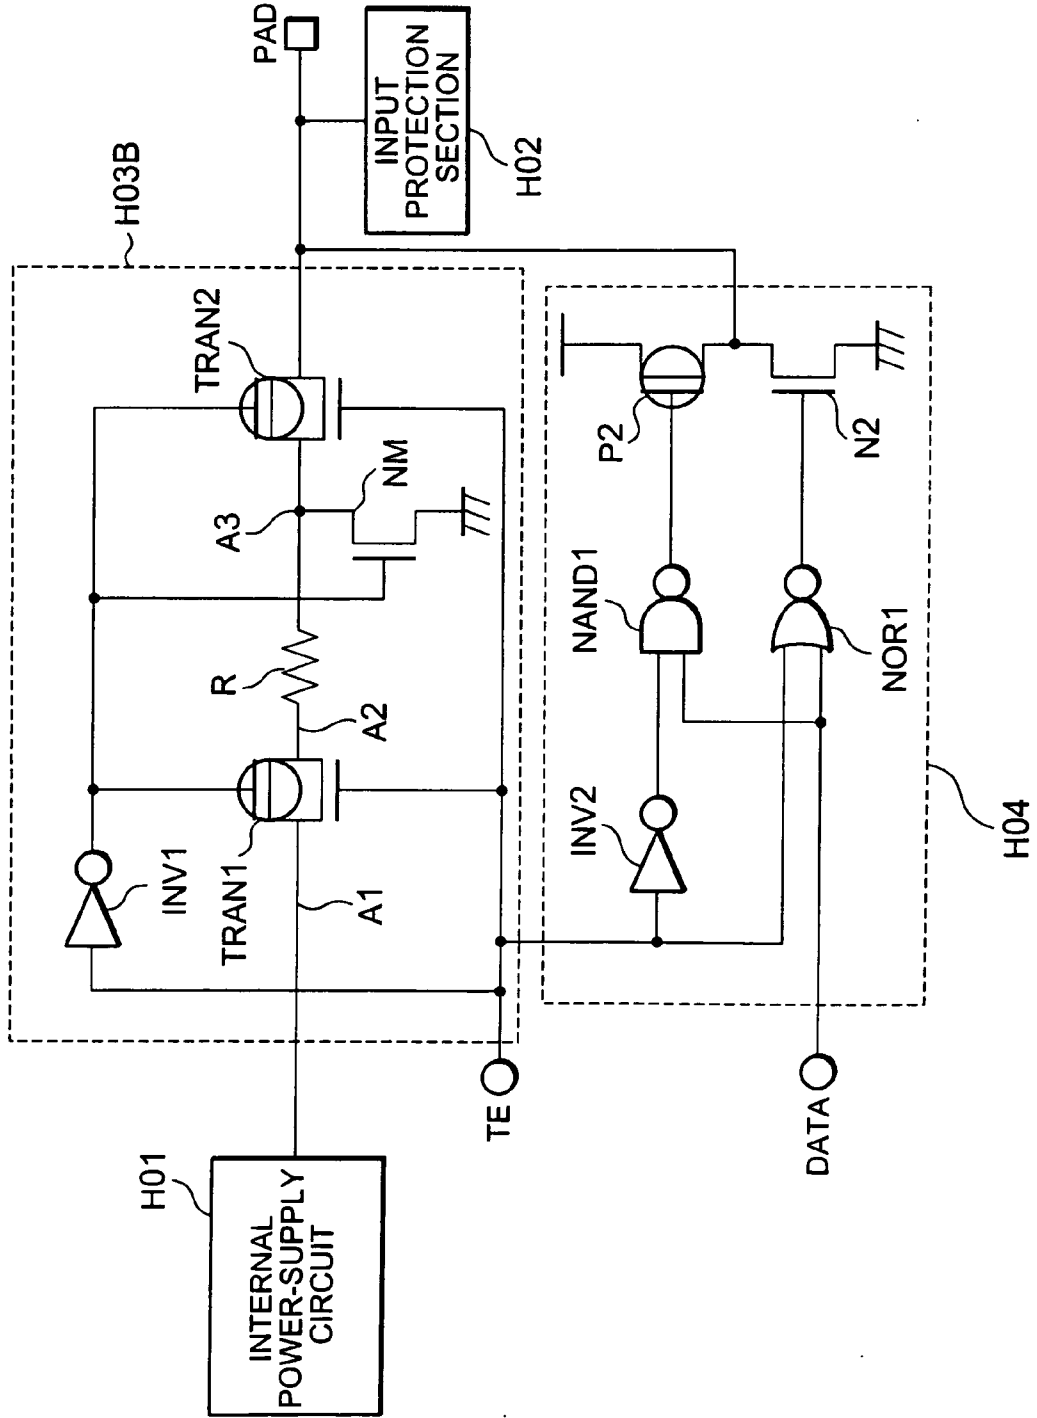 H01
INTERNAL
POWER-SUPPLY
CIRCUIT
H03B
INV1
TRAN1
A1
A2
R
A3
NM
TRAN2
PAD
INPUT
PROTECTION
SECTION
H02
TE
DATA
INV2
NAND1
NOR1
P2
N2
H04